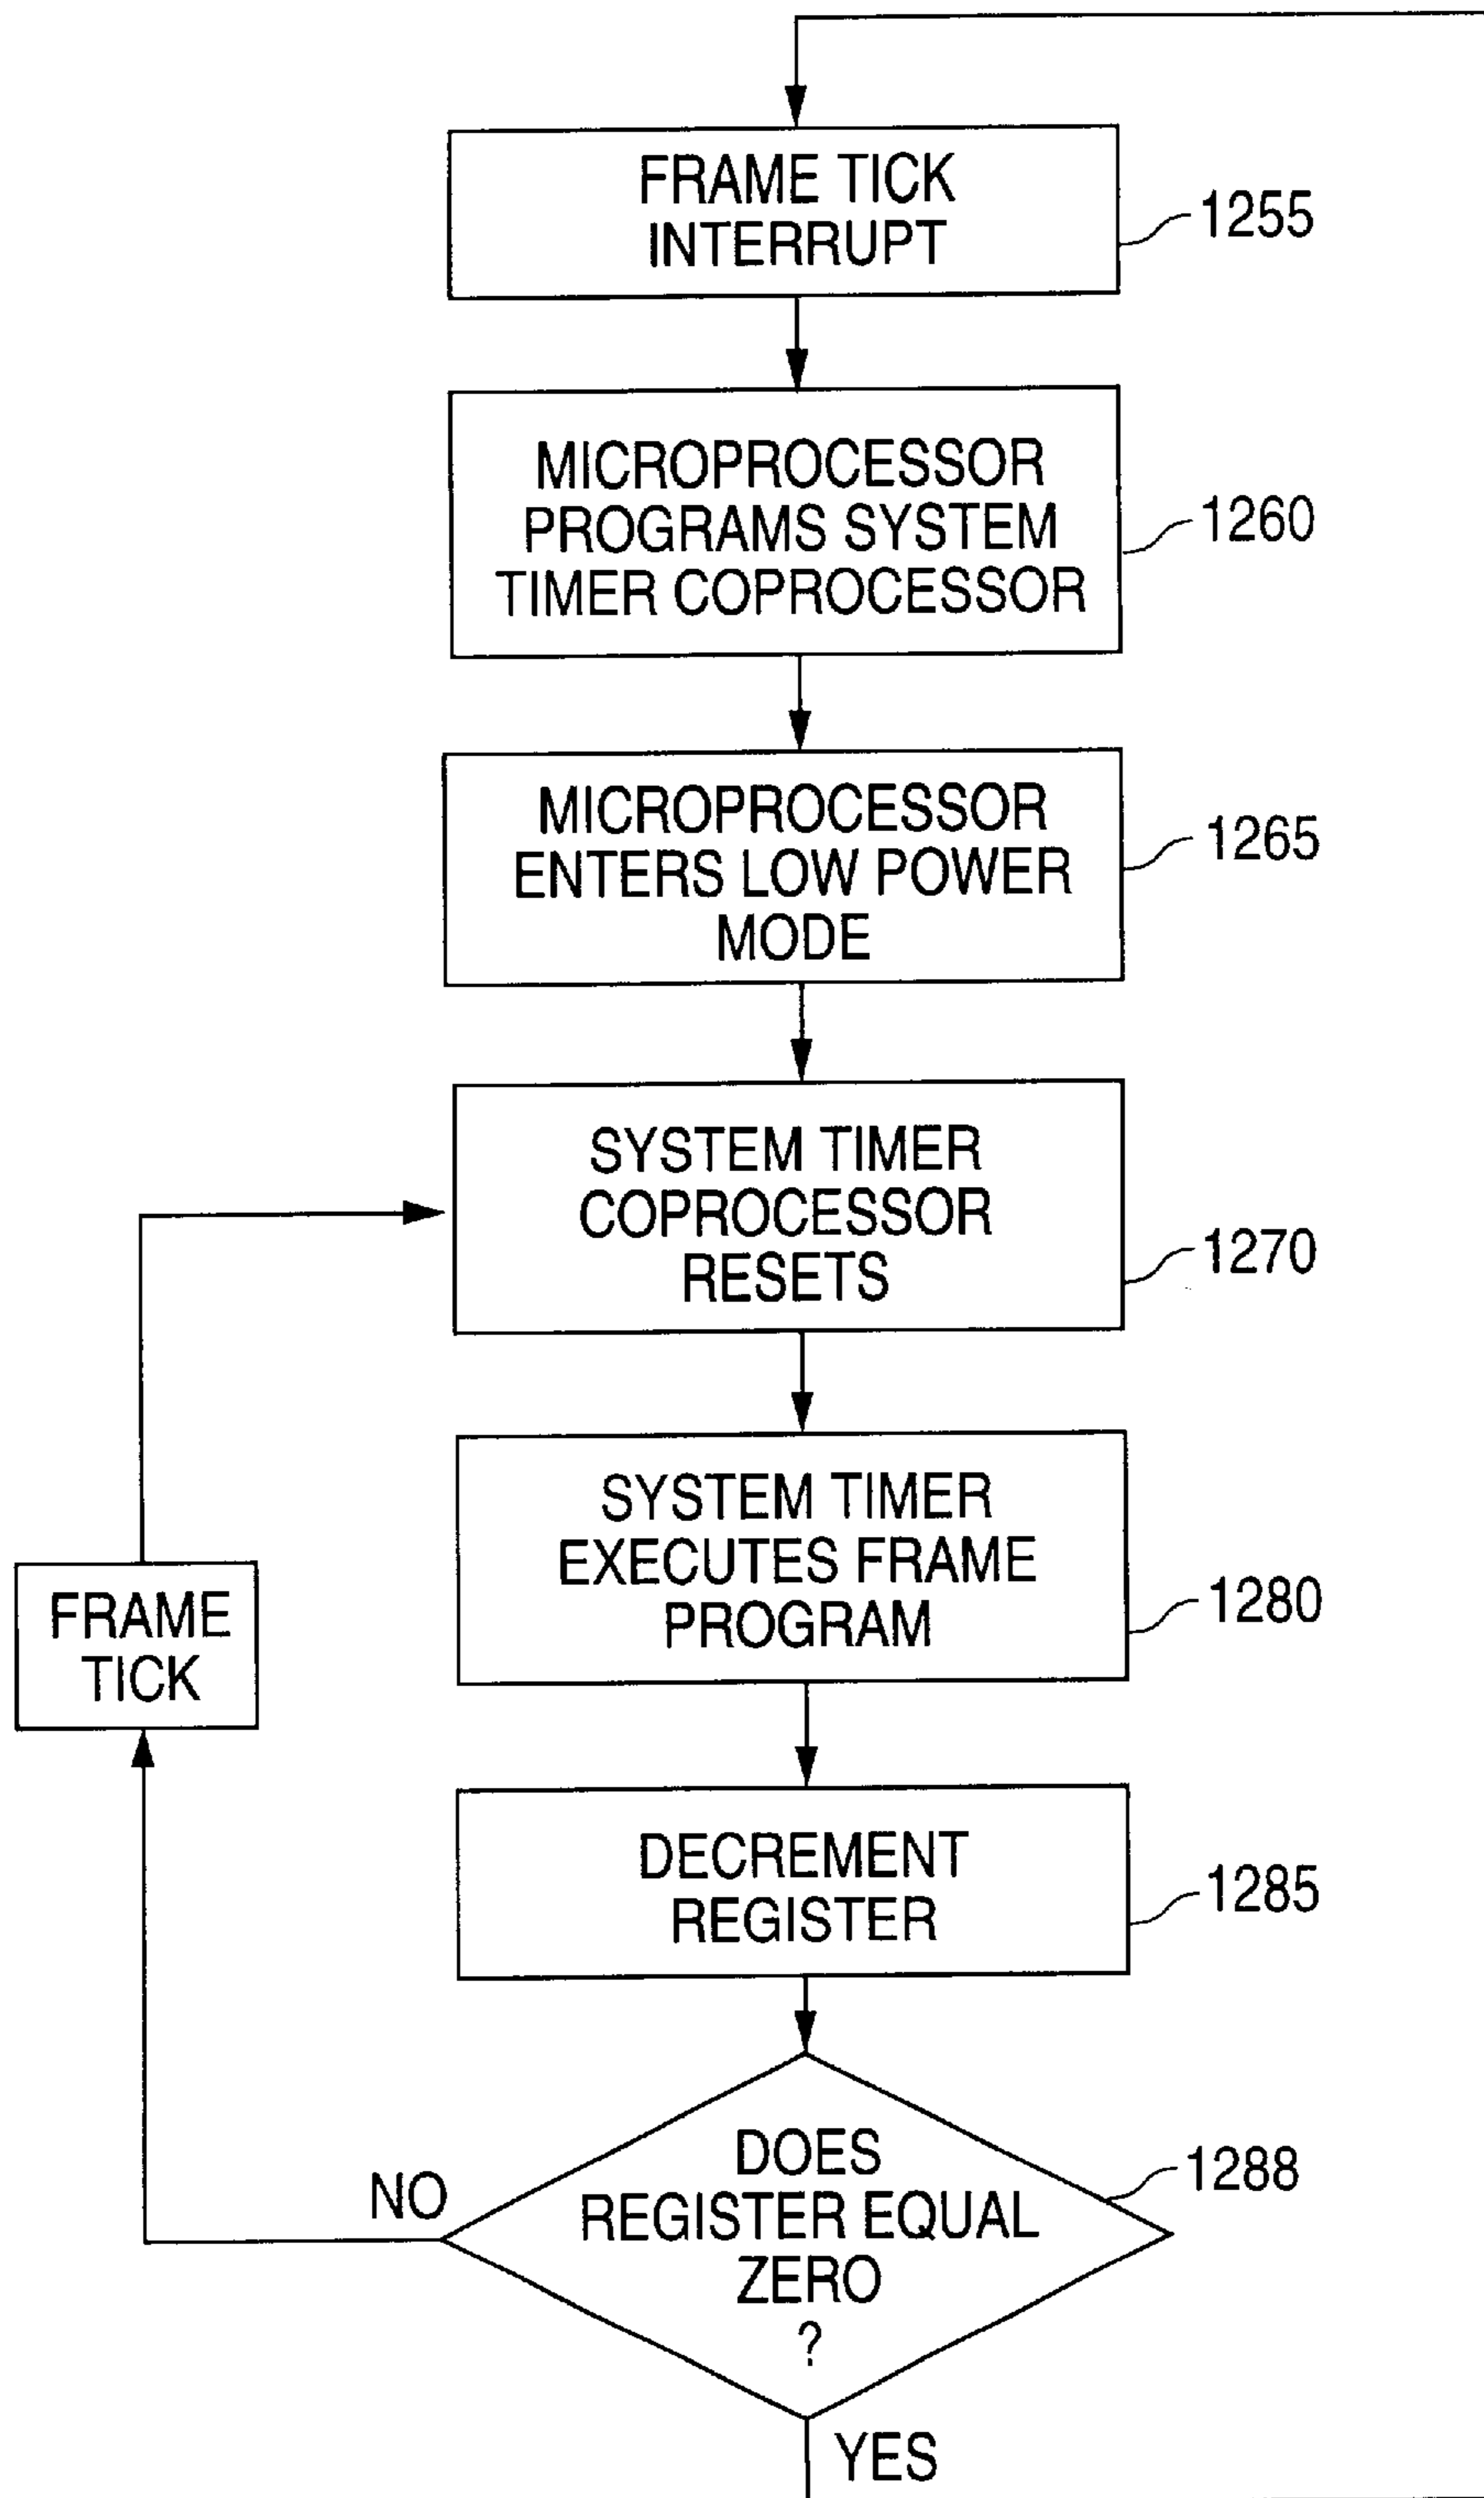 FRAME TICK
INTERRUPT
1255
MICROPROCESSOR
PROGRAMS SYSTEM
TIMER COPROCESSOR
1260
MICROPROCESSOR
ENTERS LOW POWER
MODE
1265
SYSTEM TIMER
COPROCESSOR
RESETS
1270
SYSTEM TIMER
EXECUTES FRAME
PROGRAM
1280
FRAME
TICK
DECREMENT
REGISTER
1285
DOES
REGISTER EQUAL
ZERO
?
1288
NO
YES